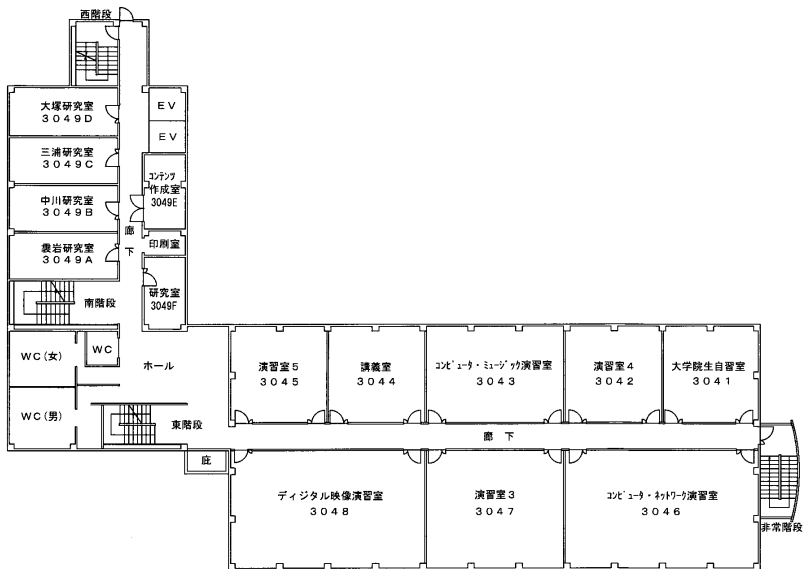 西階段
大塚研究室
3049D
EV
EV
三浦研究室
3049C
コンテンツ
作成室
3049E
中川研究室
3049B
廊
下
印刷室
雲岩研究室
3049A
研究室
3049F
南階段
WC(女)
WC
ホール
演習室5
3045
講義室
3044
コンピュータ・ミュージック演習室
3043
演習室4
3042
大学院生自習室
3041
WC(男)
東階段
廊 下
庇
ディジタル映像演習室
3048
演習室3
3047
コンピュータ・ネットワーク演習室
3046
非常階段